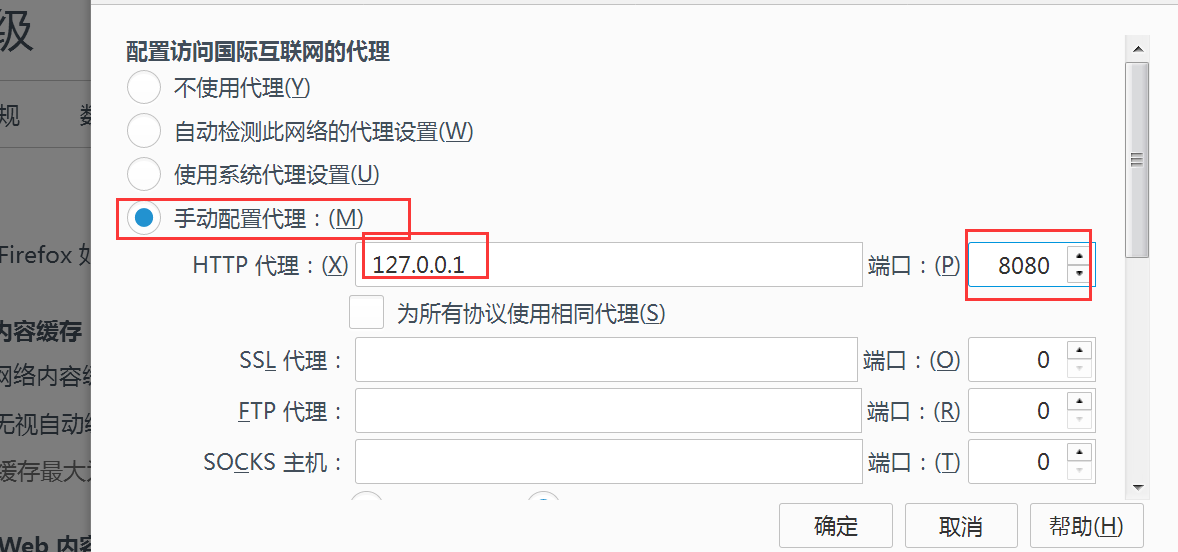 级
配置访问国际互联网的代理
不使用代理(Y)
规 数
自动检测此网络的代理设置(W)
使用系统代理设置(U)
手动配置代理：(M)
Firefox 如
HTTP 代理：(X) 127.0.0.1 端口：(P) 8080
为所有协议使用相同代理(S)
内容缓存
SSL 代理： 端口：(O) 0
网络内容缓
FTP 代理： 端口：(R) 0
无视自动缓
SOCKS 主机： 端口：(T) 0
缓存最大为
确定 取消 帮助(H)
Web 内容